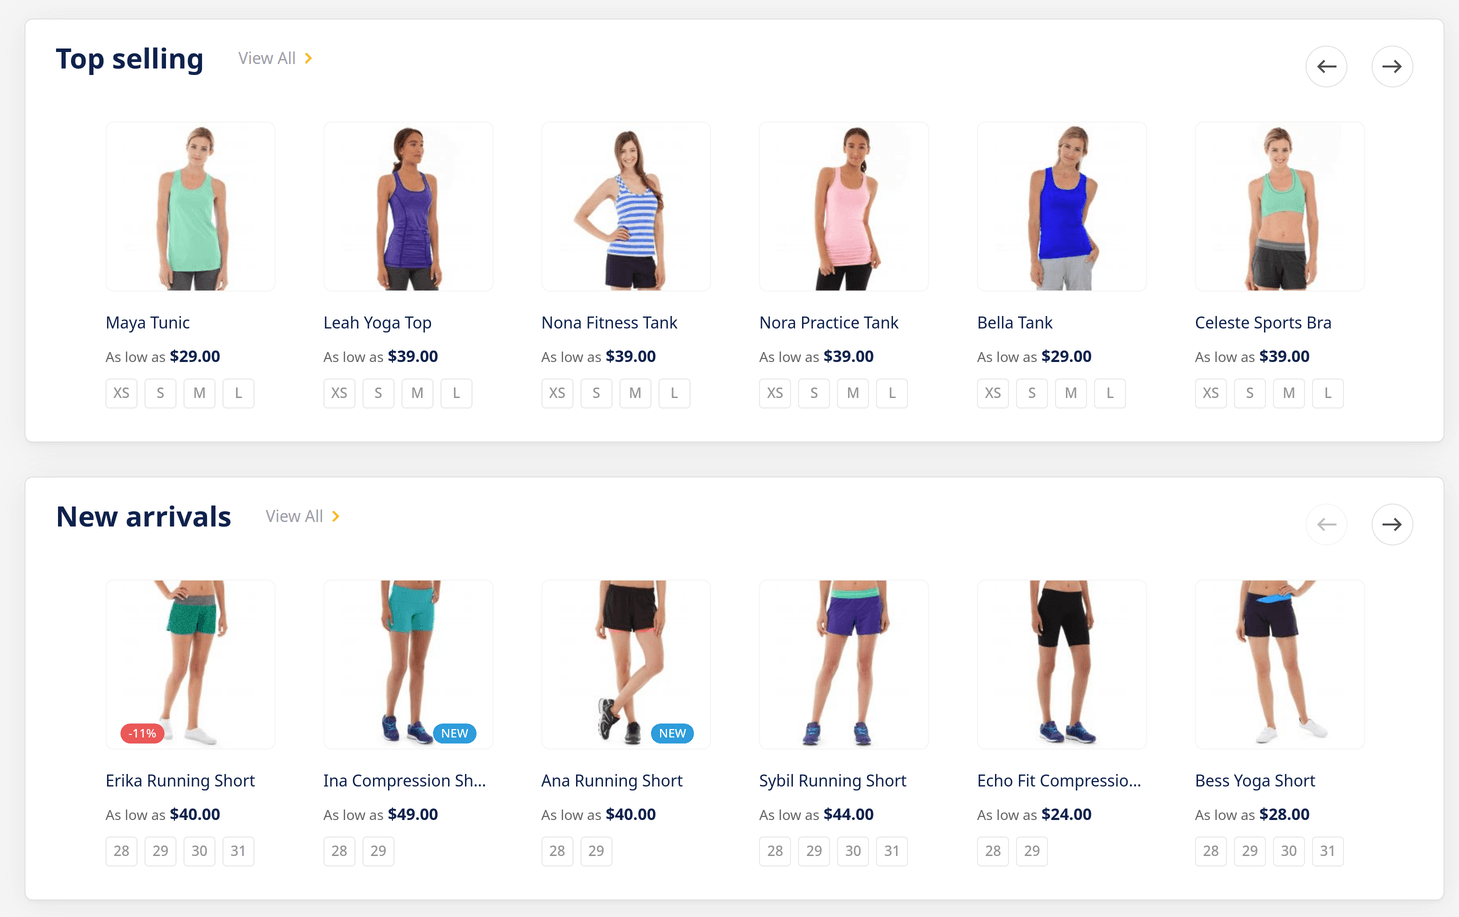 Top selling View All
Maya Tunic Leah Yoga Top Nona Fitness Tank Nora Practice Tank Bella Tank Celeste Sports Bra
As low as $29.00 As low as $39.00 As low as $39.00 As low as $39.00 As low as $29.00 As low as $39.00
XS S M L XS S M L XS S M L XS S M L XS S M L XS S M L
New arrivals View All
-11% NEW NEW
Erika Running Short Ina Compression Sh... Ana Running Short Sybil Running Short Echo Fit Compressio... Bess Yoga Short
As low as $40.00 As low as $49.00 As low as $40.00 As low as $44.00 As low as $24.00 As low as $28.00
28 29 30 31 28 29 28 29 28 29 30 31 28 29 28 29 30 31